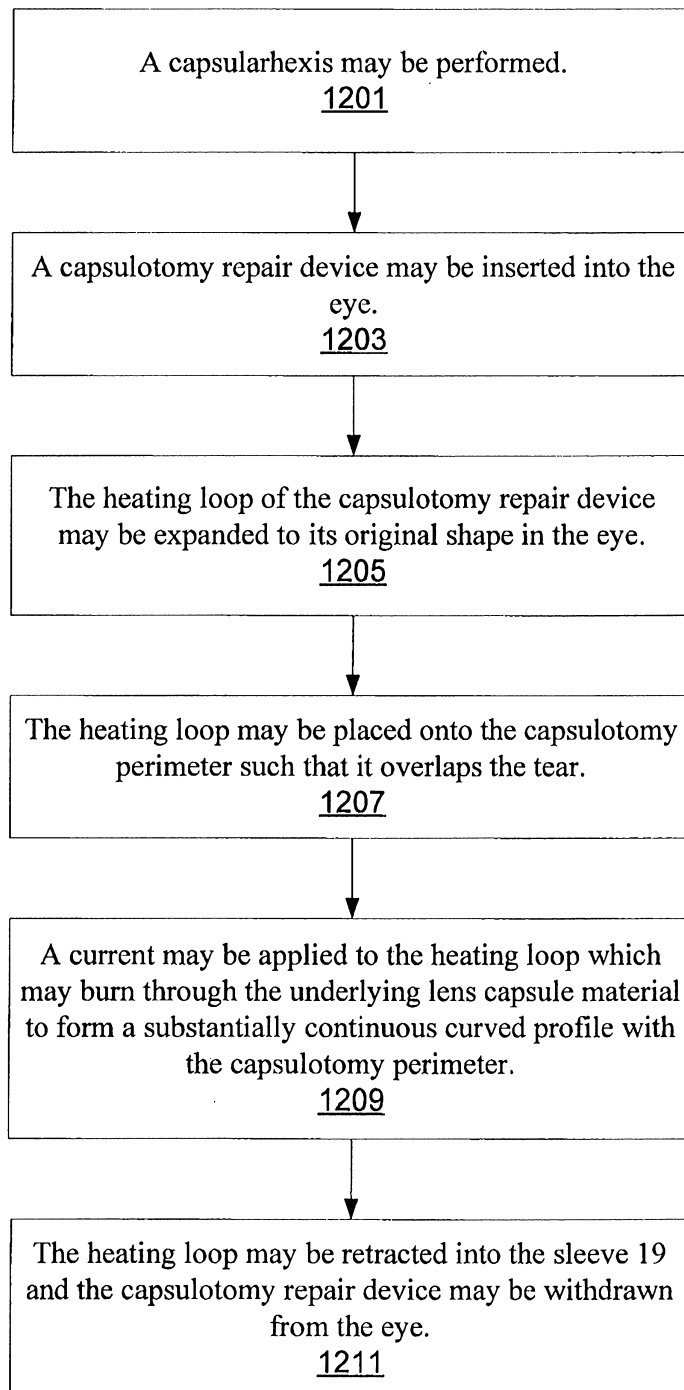 A capsularhexis may be performed.
1201
A capsulotomy repair device may be inserted into the
eye.
1203
The heating loop of the capsulotomy repair device
may be expanded to its original shape in the eye.
1205
The heating loop may be placed onto the capsulotomy
perimeter such that it overlaps the tear.
1207
A current may be applied to the heating loop which
may burn through the underlying lens capsule material
to form a substantially continuous curved profile with
the capsulotomy perimeter.
1209
The heating loop may be retracted into the sleeve 19
and the capsulotomy repair device may be withdrawn
from the eye.
1211